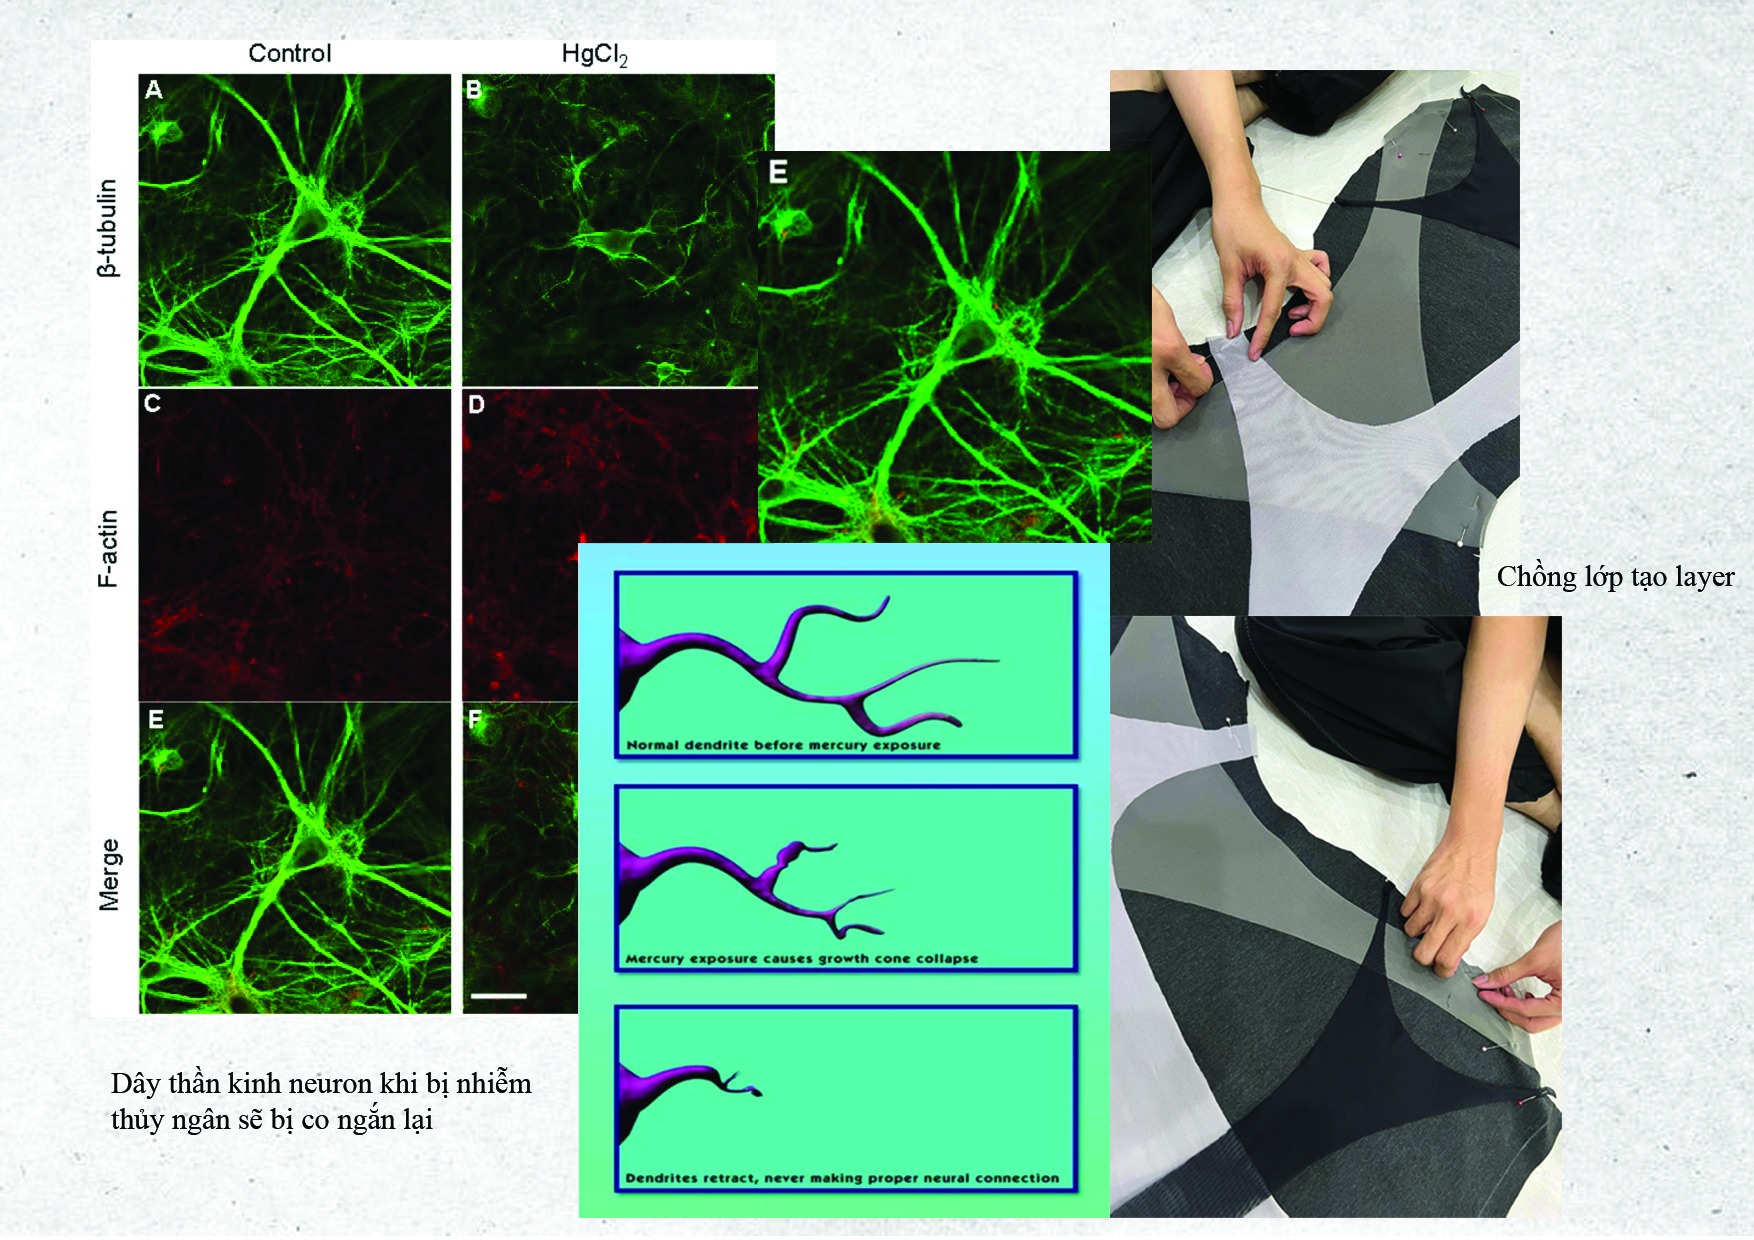 Control
HgCl₂
A
B
β-tubulin
C
D
F-actin
E
F
Merge
E
Normal dendrite before mercury exposure
Mercury exposure causes growth cone collapse
Dendrites retract, never making proper neural connection
Chồng lớp tạo layer
Dây thần kinh neuron khi bị nhiễm
thủy ngân sẽ bị co ngắn lại